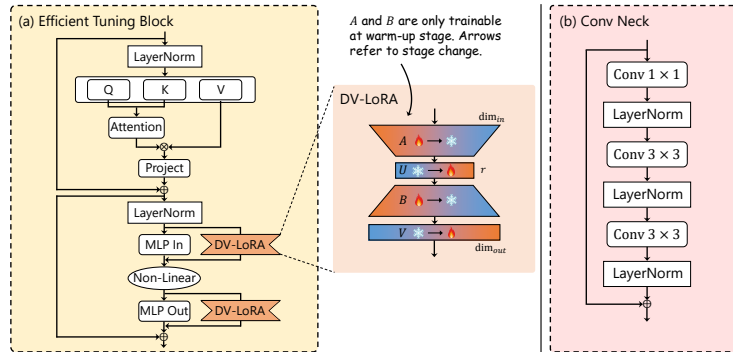 (a) Efficient Tuning Block
LayerNorm
Q K V
Attention
Project
LayerNorm
MLP In DV-LoRA
Non-Linear
MLP Out DV-LoRA
A and B are only trainable
at warm-up stage. Arrows
refer to stage change.
DV-LoRA
dim_in
A
U r
B
V
dim_out
(b) Conv Neck
Conv 1 × 1
LayerNorm
Conv 3 × 3
LayerNorm
Conv 3 × 3
LayerNorm